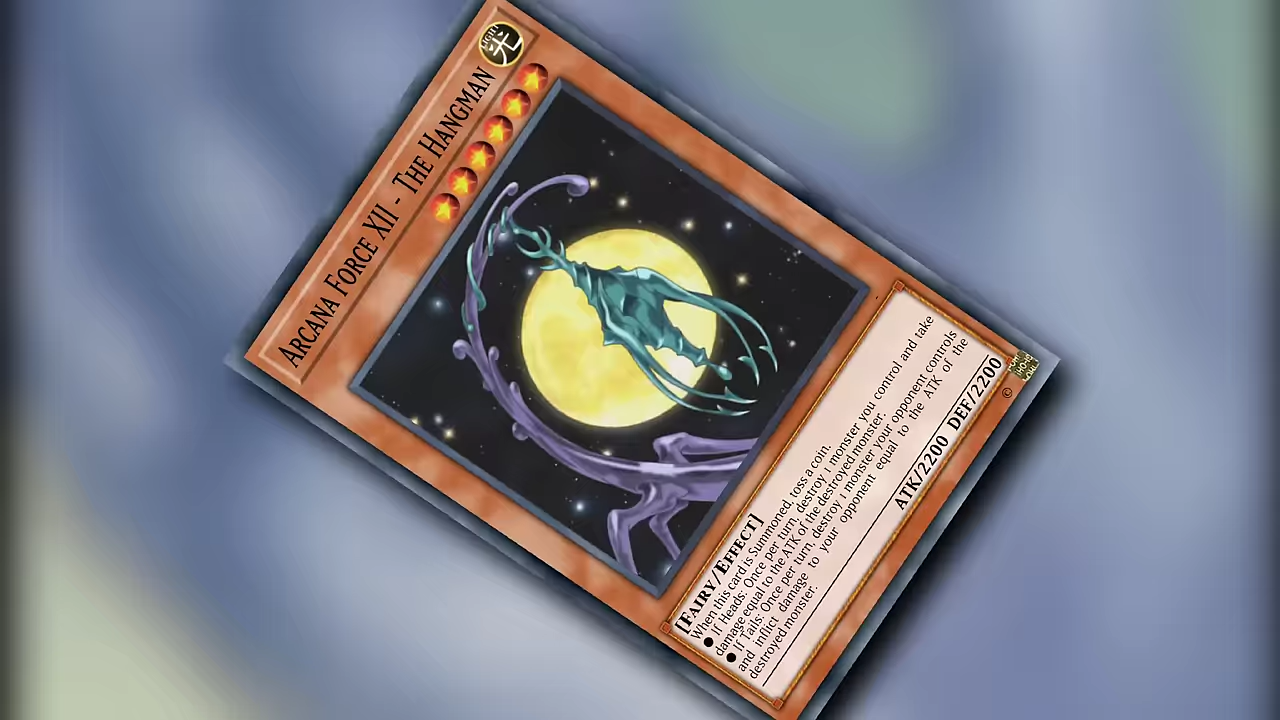 ARCANA FORCE XII - THE HANGMAN
LIGHT
光
[FAIRY/EFFECT]
When this card is Summoned, toss a coin.
● If Heads: Once per turn, destroy 1 monster you control and take
damage equal to the ATK of the destroyed monster.
● If Tails: Once per turn, destroy 1 monster your opponent controls
and inflict damage to your opponent equal to the ATK of the
destroyed monster.
ATK/2200 DEF/2200
©